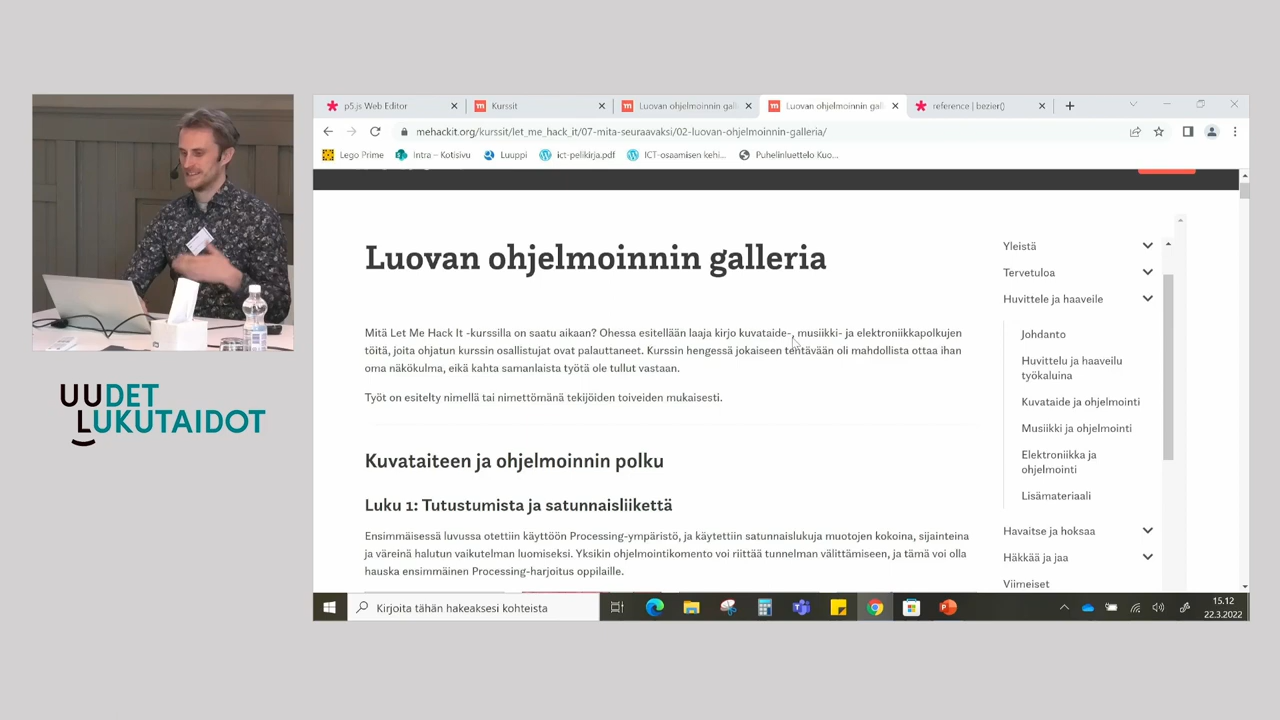 p5.js Web Editor
Kurssit
Luovan ohjelmoinnin gal
Luovan ohjelmoinnin gal
reference | bezier()
mehackit.org/kurssit/let_me_hack_it/07-mita-seuraavaksi/02-luovan-ohjelmoinnin-galleria/
Lego Prime
Intra – Kotisivu
Luuppi
ict-pelikirja.pdf
ICT-osaamisen kehi...
Puhelinluettelo Kuo...
Luovan ohjelmoinnin galleria
Mitä Let Me Hack It -kurssilla on saatu aikaan? Ohessa esitellään laaja kirjo kuvataide-, musiikki- ja elektroniikkapolkujen
töitä, joita ohjatun kurssin osallistujat ovat palauttaneet. Kurssin hengessä jokaiseen tehtävään oli mahdollista ottaa ihan
oma näkökulma, eikä kahta samanlaista työtä ole tullut vastaan.
Työt on esitelty nimellä tai nimettömänä tekijöiden toiveiden mukaisesti.
Kuvataiteen ja ohjelmoinnin polku
Luku 1: Tutustumista ja satunnaisliikettä
Ensimmäisessä luvussa otettiin käyttöön Processing-ympäristö, ja käytettiin satunnaislukuja muotojen kokoina, sijainteina
ja väreinä halutun vaikutelman luomiseksi. Yksikin ohjelmointikomento voi riittää tunnelman välittämiseen, ja tämä voi olla
hauska ensimmäinen Processing-harjoitus oppilaille.
Yleistä
Tervetuloa
Huvittele ja haaveile
Johdanto
Huvittelu ja haaveilu
työkaluina
Kuvataide ja ohjelmointi
Musiikki ja ohjelmointi
Elektroniikka ja
ohjelmointi
Lisämateriaali
Havaitse ja hoksaa
Häkkää ja jaa
Viimeiset
UUDET
LUKUTAIDOT
Kirjoita tähän hakeaksesi kohteista
15.12
22.3.2022